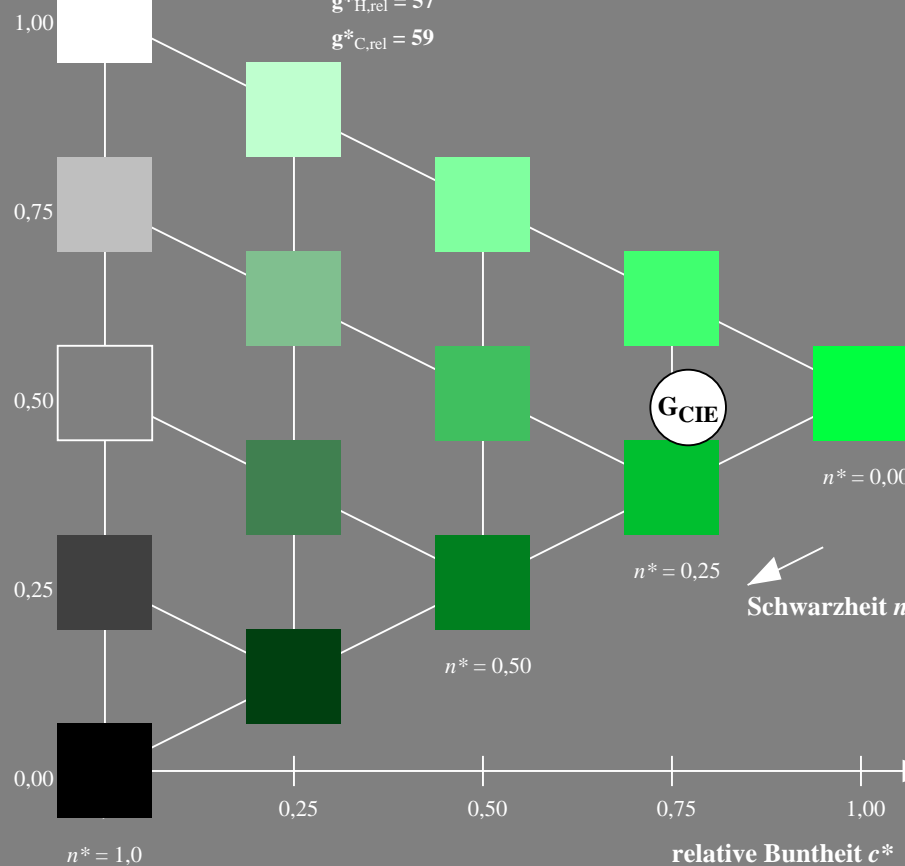 g*H,rel = 57
1,00
g*C,rel = 59
0,75
0,50
GCIE
n* = 0,00
n* = 0,25
0,25
Schwarzheit n
n* = 0,50
0,00
0,25
0,50
0,75
1,00
n* = 1,0
relative Buntheit c*